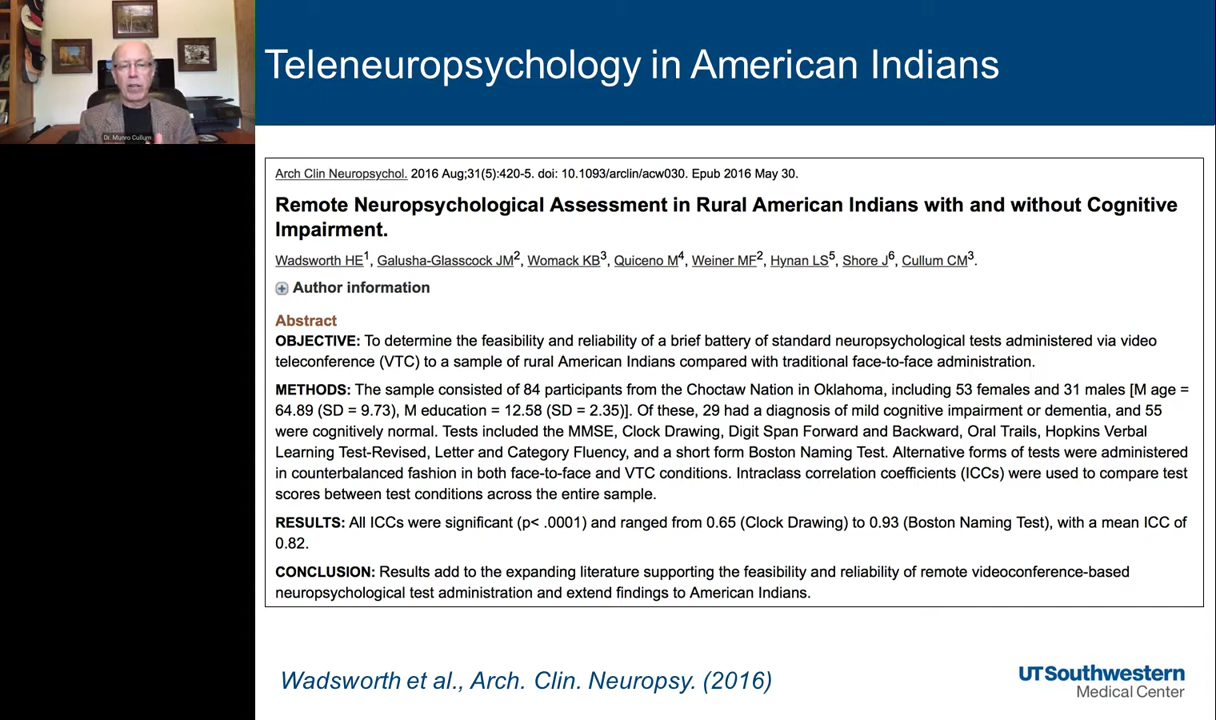 Teleneuropsychology in American Indians
Dr. Munro Cullum
Arch Clin Neuropsychol. 2016 Aug;31(5):420-5. doi: 10.1093/arclin/acw030. Epub 2016 May 30.
Remote Neuropsychological Assessment in Rural American Indians with and without Cognitive
Impairment.
Wadsworth HE1, Galusha-Glasscock JM2, Womack KB3, Quiceno M4, Weiner MF2, Hynan LS5, Shore J6, Cullum CM3.
Author information
Abstract
OBJECTIVE: To determine the feasibility and reliability of a brief battery of standard neuropsychological tests administered via video
teleconference (VTC) to a sample of rural American Indians compared with traditional face-to-face administration.
METHODS: The sample consisted of 84 participants from the Choctaw Nation in Oklahoma, including 53 females and 31 males [M age =
64.89 (SD = 9.73), M education = 12.58 (SD = 2.35)]. Of these, 29 had a diagnosis of mild cognitive impairment or dementia, and 55
were cognitively normal. Tests included the MMSE, Clock Drawing, Digit Span Forward and Backward, Oral Trails, Hopkins Verbal
Learning Test-Revised, Letter and Category Fluency, and a short form Boston Naming Test. Alternative forms of tests were administered
in counterbalanced fashion in both face-to-face and VTC conditions. Intraclass correlation coefficients (ICCs) were used to compare test
scores between test conditions across the entire sample.
RESULTS: All ICCs were significant (p< .0001) and ranged from 0.65 (Clock Drawing) to 0.93 (Boston Naming Test), with a mean ICC of
0.82.
CONCLUSION: Results add to the expanding literature supporting the feasibility and reliability of remote videoconference-based
neuropsychological test administration and extend findings to American Indians.
Wadsworth et al., Arch. Clin. Neuropsy. (2016)
UTSouthwestern
Medical Center